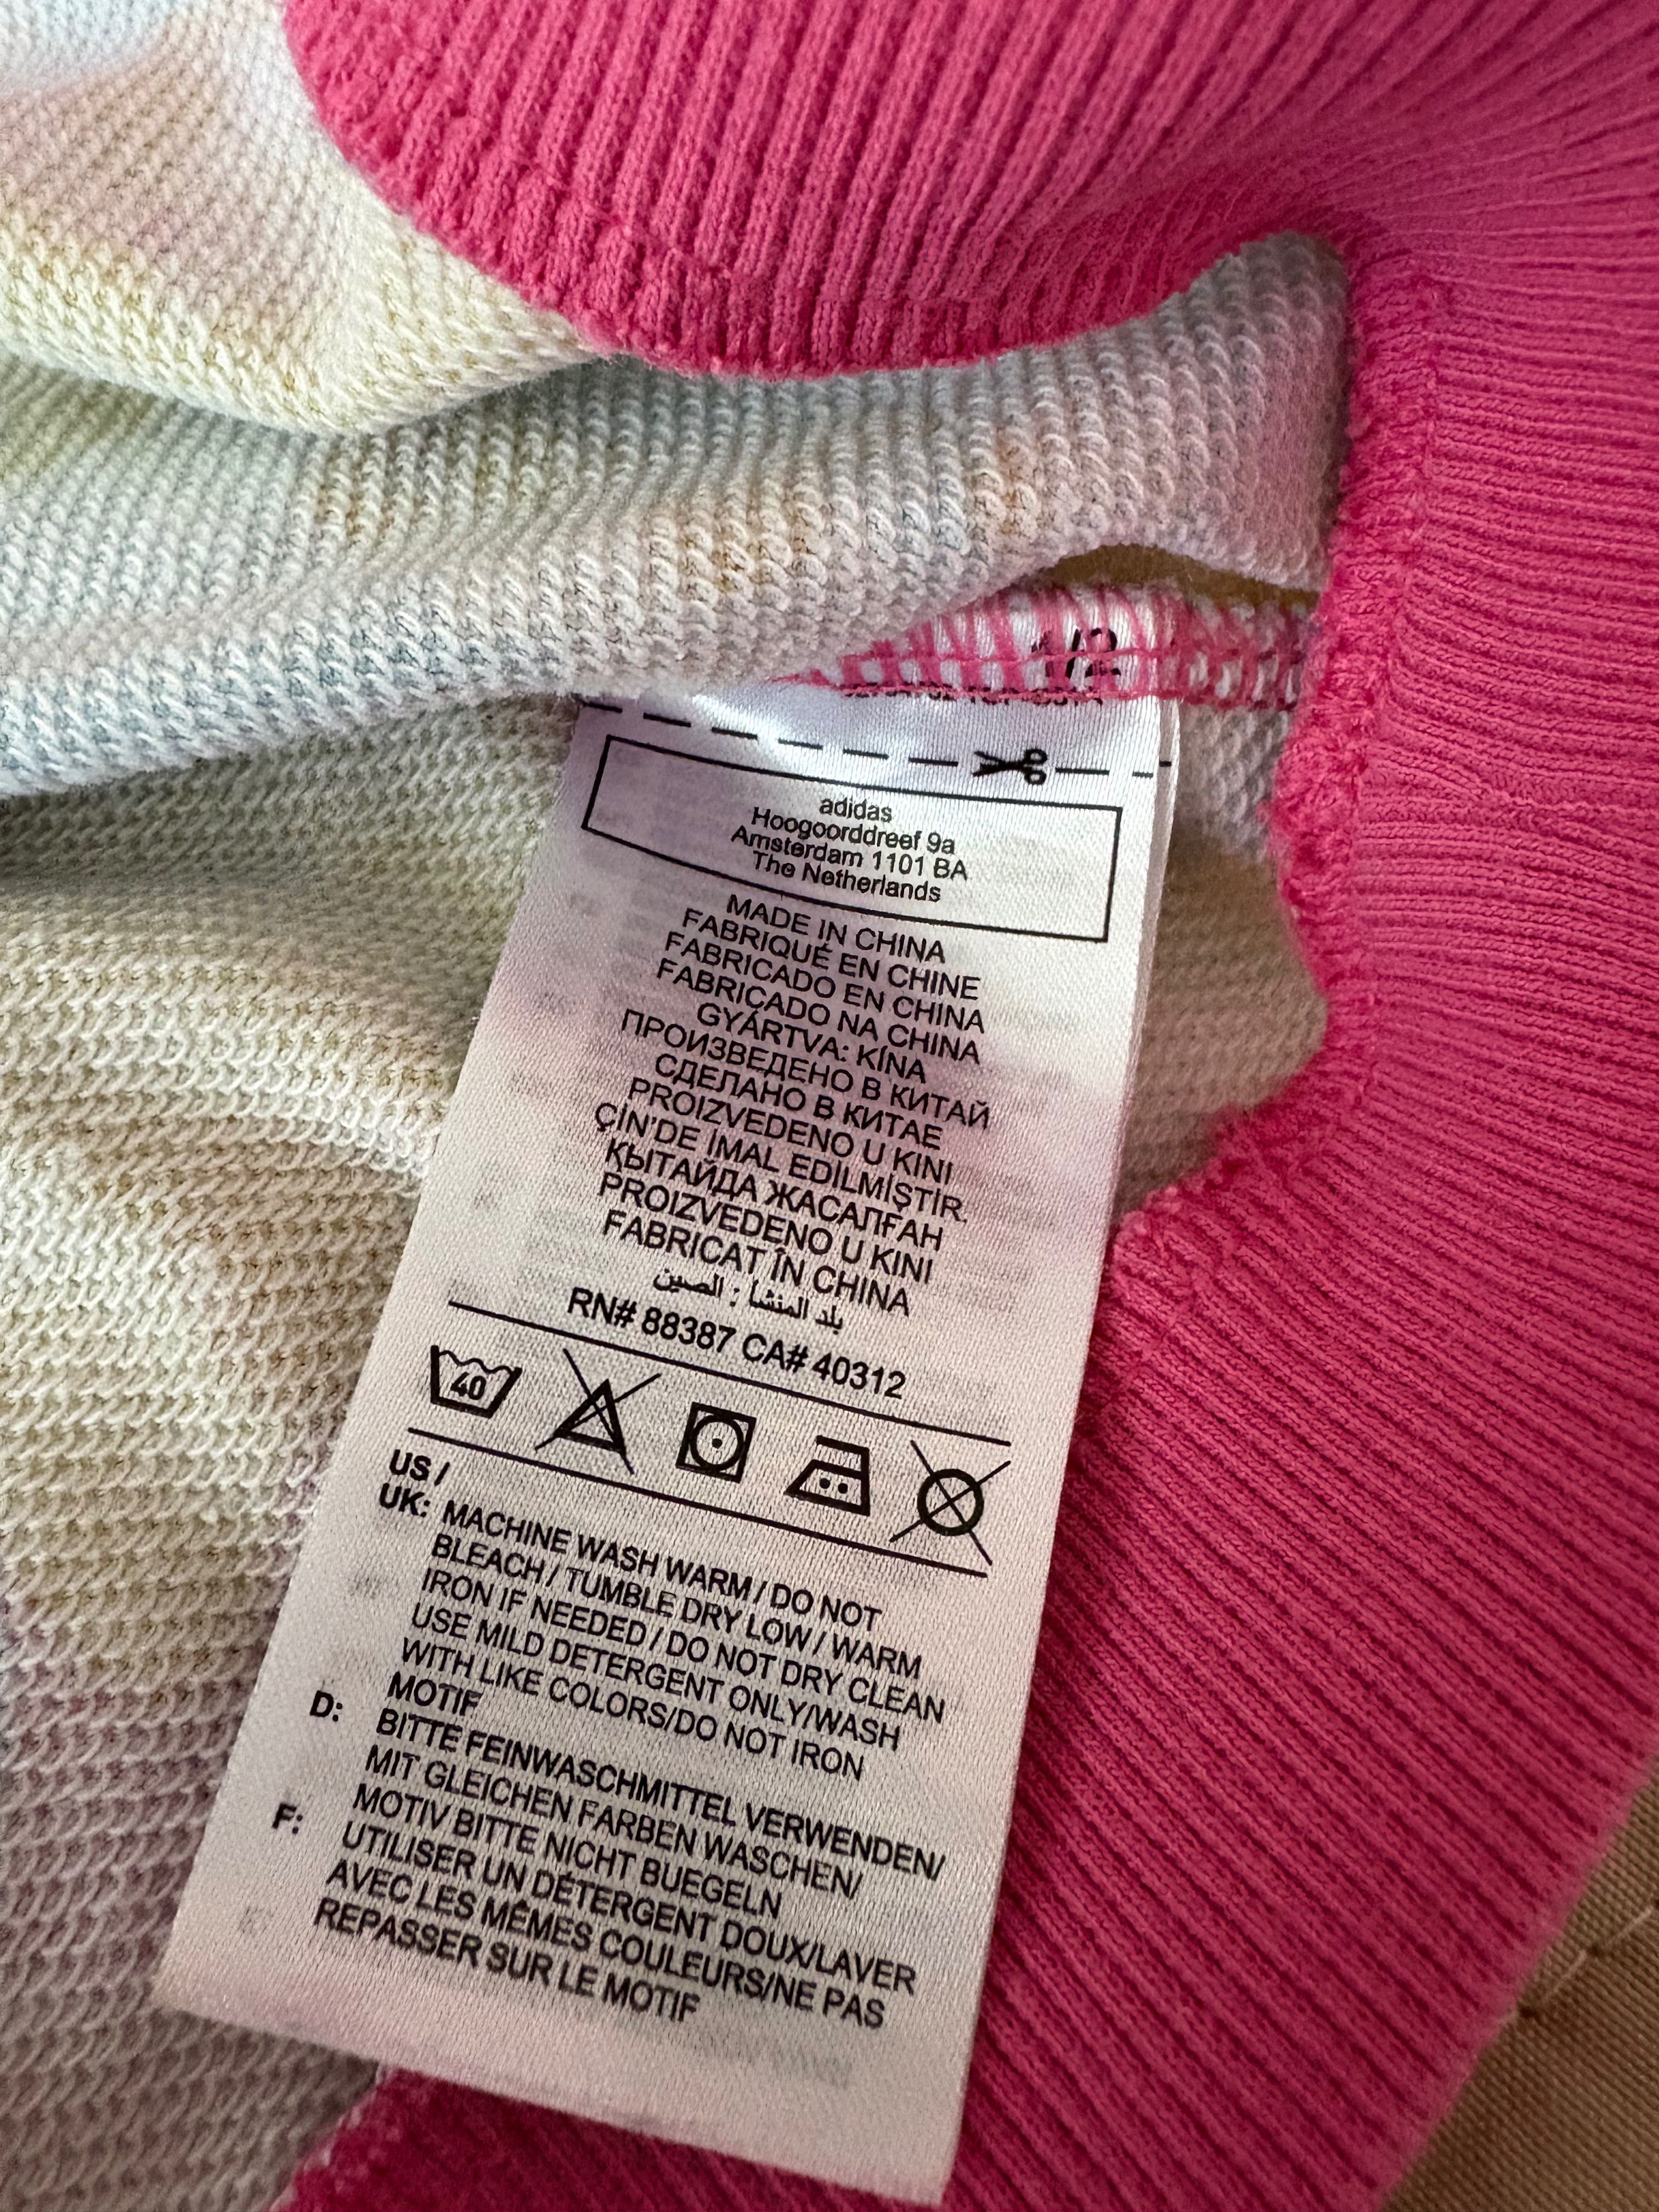 1/2
adidas
Hoogoorddreef 9a
Amsterdam 1101 BA
The Netherlands
MADE IN CHINA
FABRIQUÉ EN CHINE
FABRICADO EN CHINA
FABRICADO NA CHINA
GYÁRTVA: KÍNA
ПРОИЗВЕДЕНО В КИТАЙ
СДЕЛАНО В КИТАЕ
PROIZVEDENO U KINI
ÇİN'DE İMAL EDİLMİŞTİR.
ҚЫТАЙДА ЖАСАЛҒАН
PROIZVEDENO U KINI
FABRICAT ÎN CHINA
بلد المنشا : الصين
RN# 88387 CA# 40312
40
US /
UK: MACHINE WASH WARM / DO NOT
BLEACH / TUMBLE DRY LOW / WARM
IRON IF NEEDED / DO NOT DRY CLEAN
USE MILD DETERGENT ONLY/WASH
WITH LIKE COLORS/DO NOT IRON
MOTIF
D: BITTE FEINWASCHMITTEL VERWENDEN/
MIT GLEICHEN FARBEN WASCHEN/
MOTIV BITTE NICHT BUEGELN
F: UTILISER UN DÉTERGENT DOUX/LAVER
AVEC LES MÊMES COULEURS/NE PAS
REPASSER SUR LE MOTIF